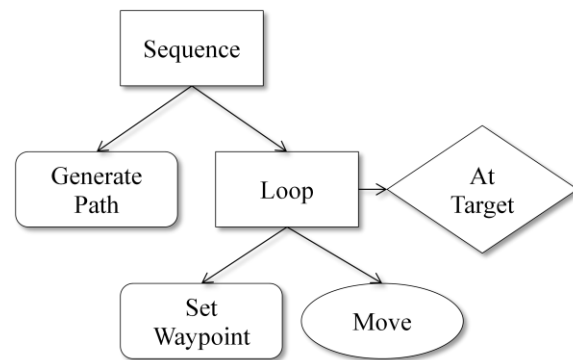 Sequence
Generate
Path
Loop
At
Target
Set
Waypoint
Move